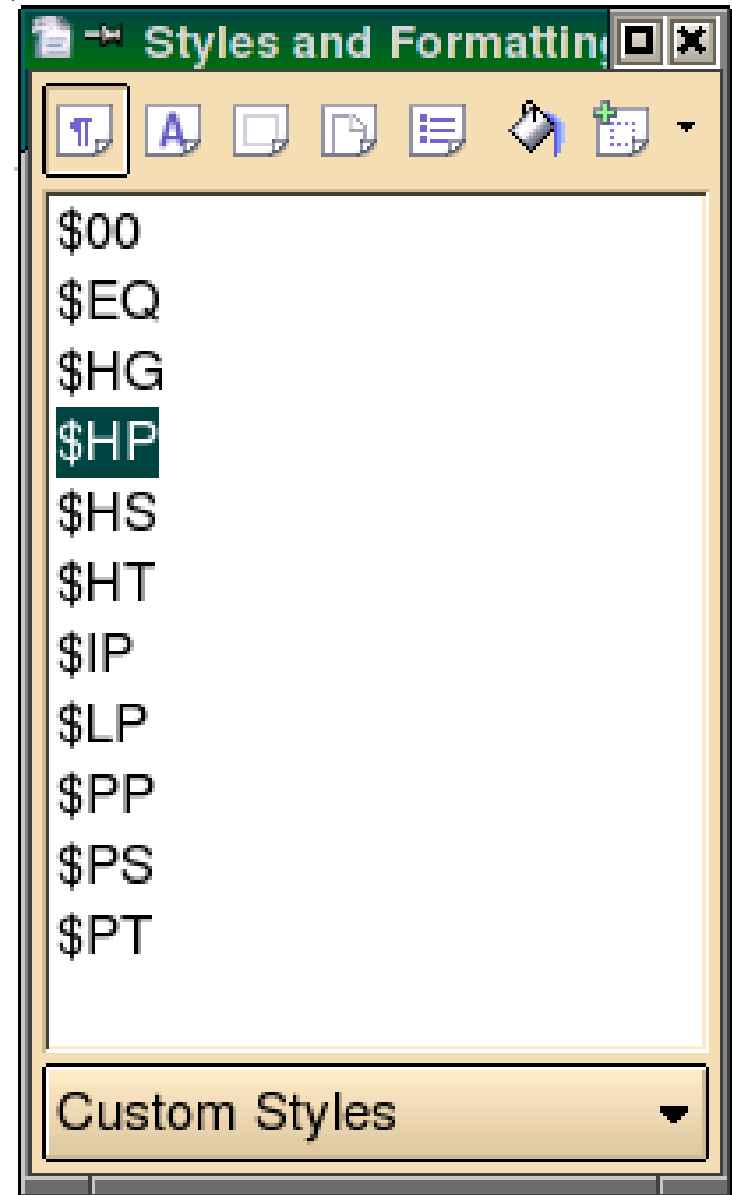 Styles and Formatting
$00
$EQ
$HG
$HP
$HS
$HT
$IP
$LP
$PP
$PS
$PT
Custom Styles